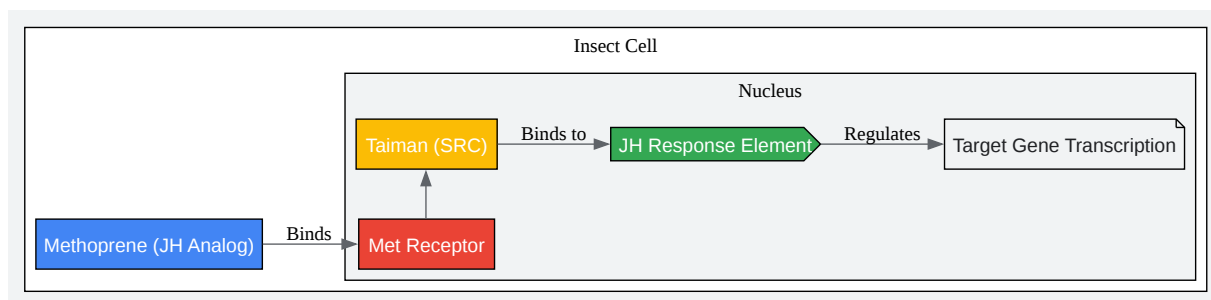 Insect Cell
Nucleus
Taiman (SRC)
Binds to
JH Response Element
Regulates
Target Gene Transcription
Methoprene (JH Analog)
Binds
Met Receptor